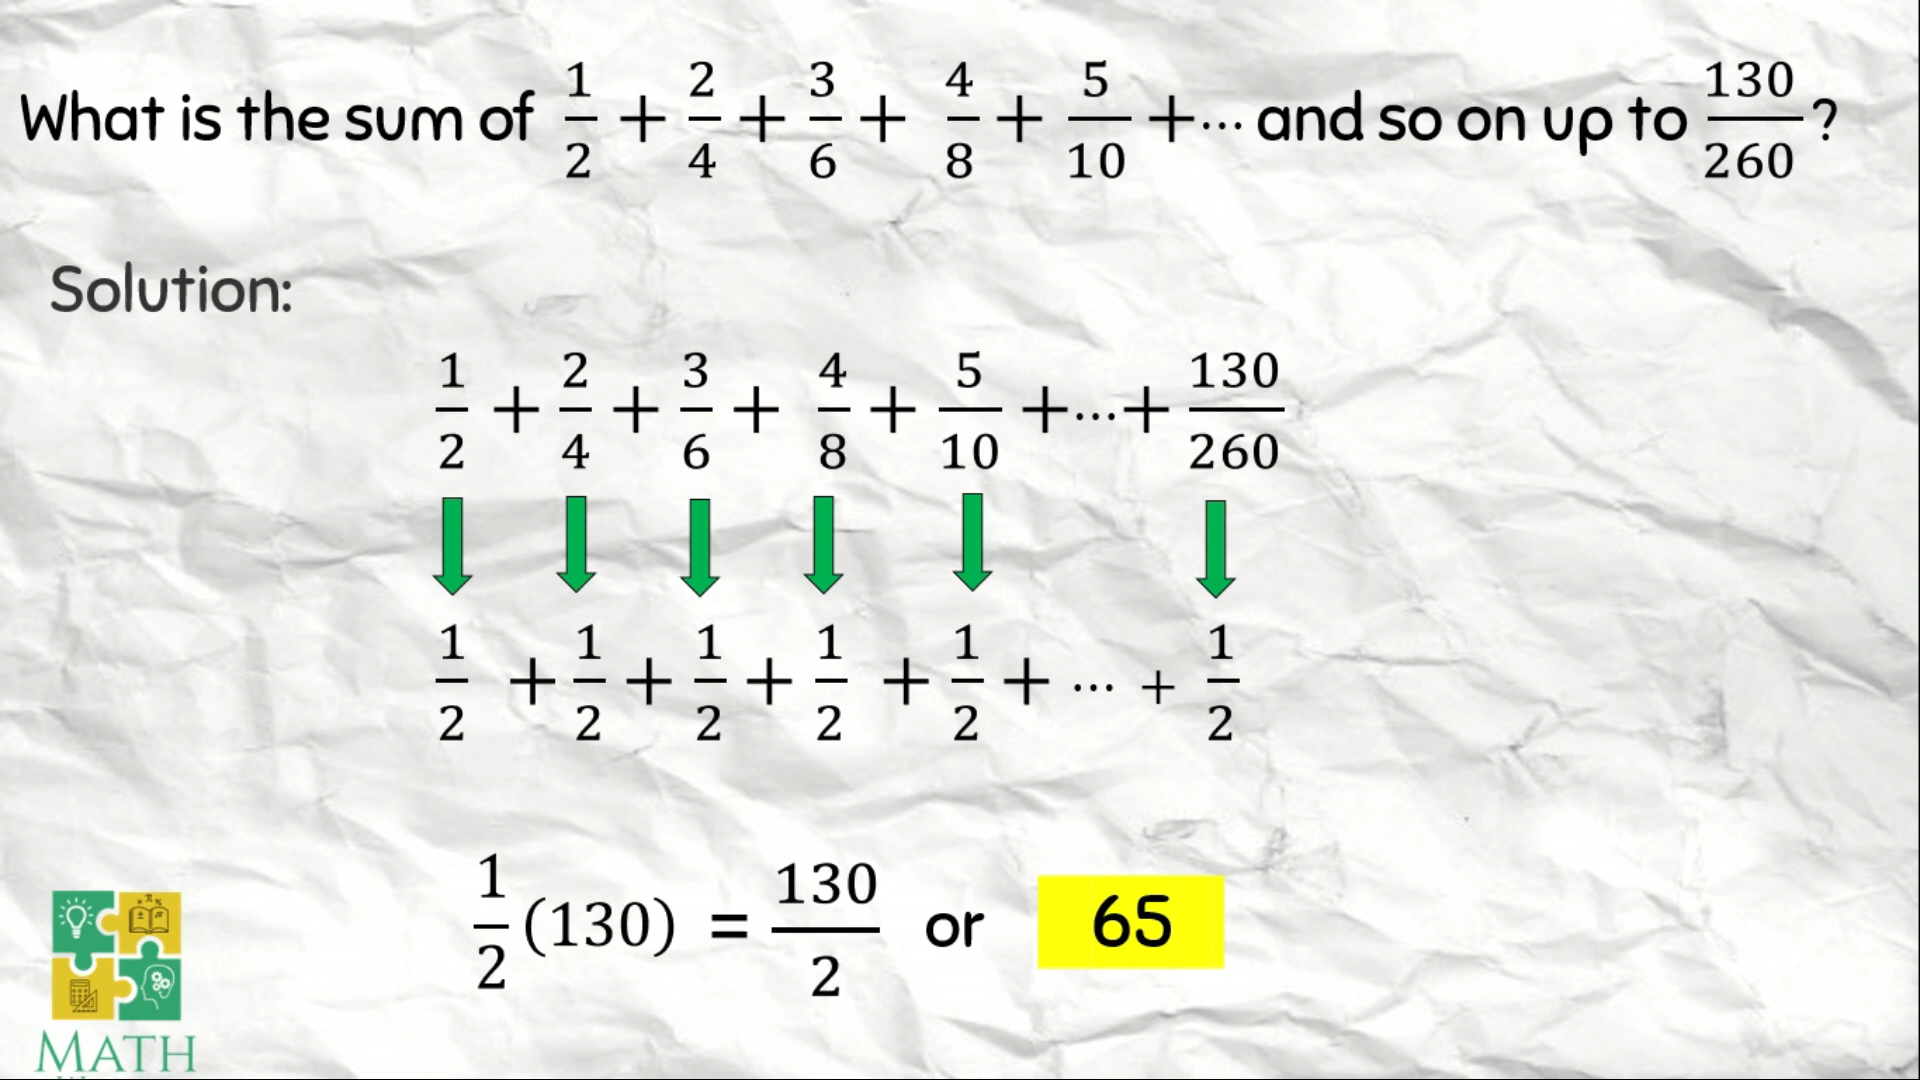 What is the sum of 1/2 + 2/4 + 3/6 + 4/8 + 5/10 +⋯ and so on up to 130/260 ?
Solution:
1/2 + 2/4 + 3/6 + 4/8 + 5/10 +⋯+ 130/260
1/2 + 1/2 + 1/2 + 1/2 + 1/2 + ⋯ + 1/2
1/2 (130) = 130/2 or 65
MATH